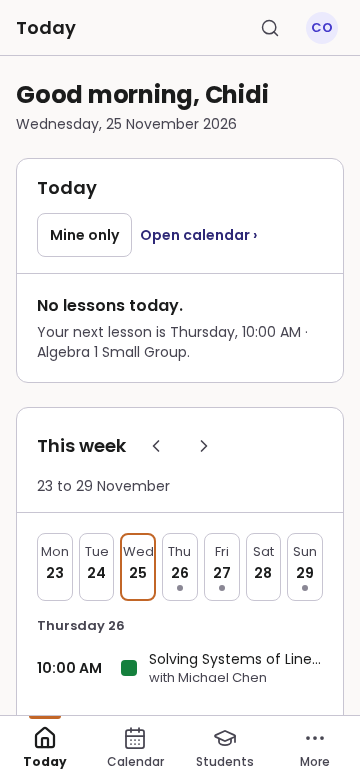 Today
CO
Good morning, Chidi
Wednesday, 25 November 2026
Today
Mine only
Open calendar ›
No lessons today.
Your next lesson is Thursday, 10:00 AM ·
Algebra 1 Small Group.
This week
23 to 29 November
Mon Tue Wed Thu Fri Sat Sun
23 24 25 26 27 28 29
Thursday 26
10:00 AM Solving Systems of Line...
with Michael Chen
Today Calendar Students More